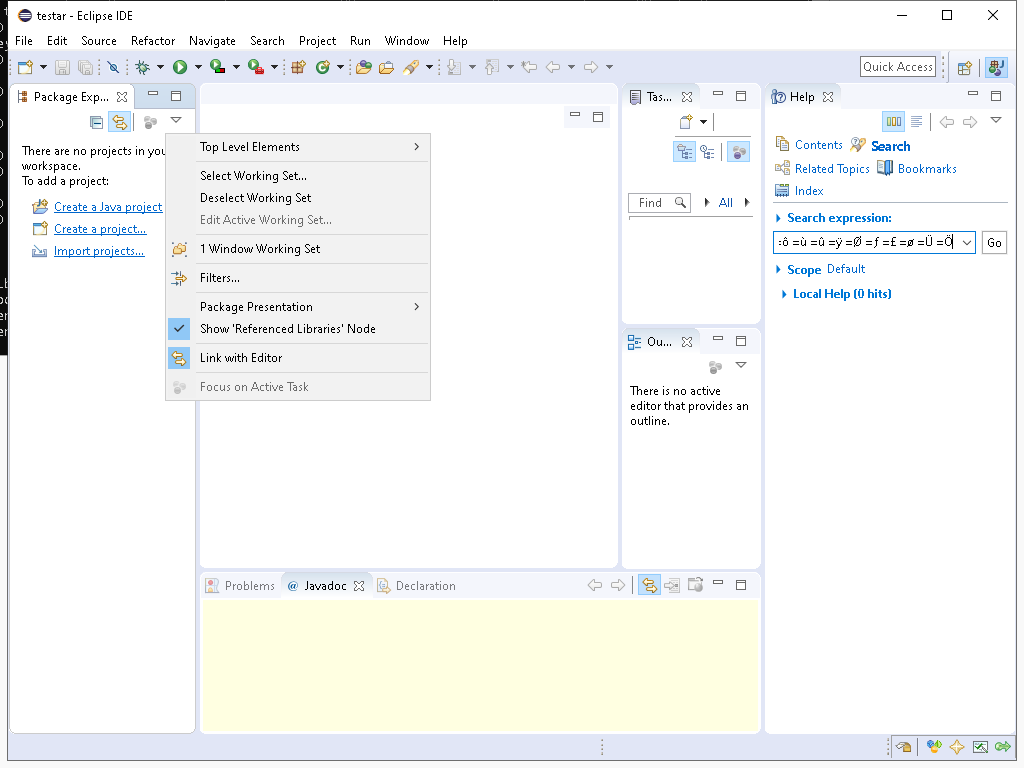 testar - Eclipse IDE
File Edit Source Refactor Navigate Search Project Run Window Help
Quick Access
Package Exp...
Tas...
Help
There are no projects in you
workspace.
To add a project:
Create a Java project
Create a project...
Import projects...
Top Level Elements
Select Working Set...
Deselect Working Set
Edit Active Working Set...
1 Window Working Set
Filters...
Package Presentation
Show 'Referenced Libraries' Node
Link with Editor
Focus on Active Task
Find
All
Ou...
There is no active
editor that provides an
outline.
Contents Search
Related Topics Bookmarks
Index
Search expression:
:ô =ù =û =ÿ =Ø =ƒ =£ =ø =Ü =Ö
Go
Scope Default
Local Help (0 hits)
Problems @ Javadoc Declaration